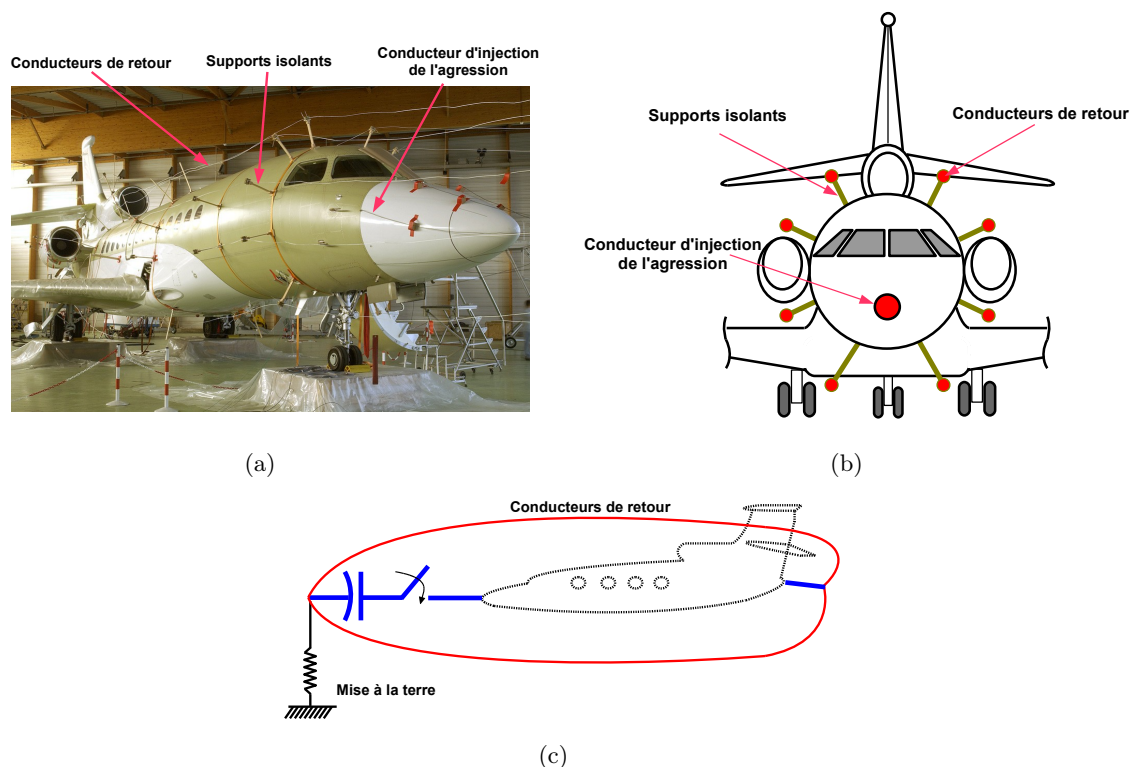 Conducteurs de retour
Supports isolants
Conducteur d'injection
de l'agression
Supports isolants
Conducteurs de retour
Conducteur d'injection
de l'agression
(a)
(b)
Conducteurs de retour
Mise à la terre
(c)